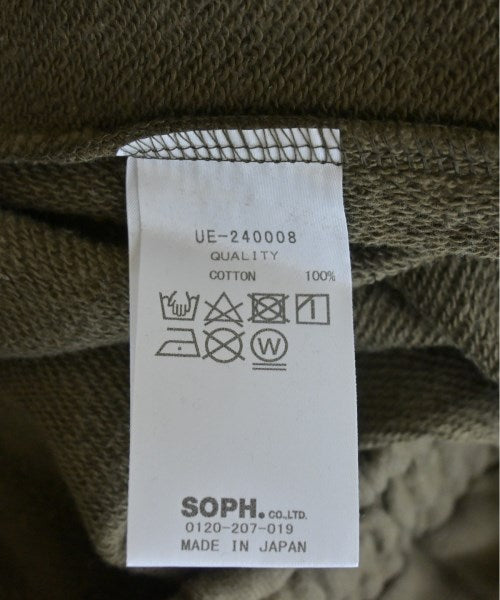 UE-240008
QUALITY
COTTON 100%
W
SOPH. CO.,LTD.
0120-207-019
MADE IN JAPAN